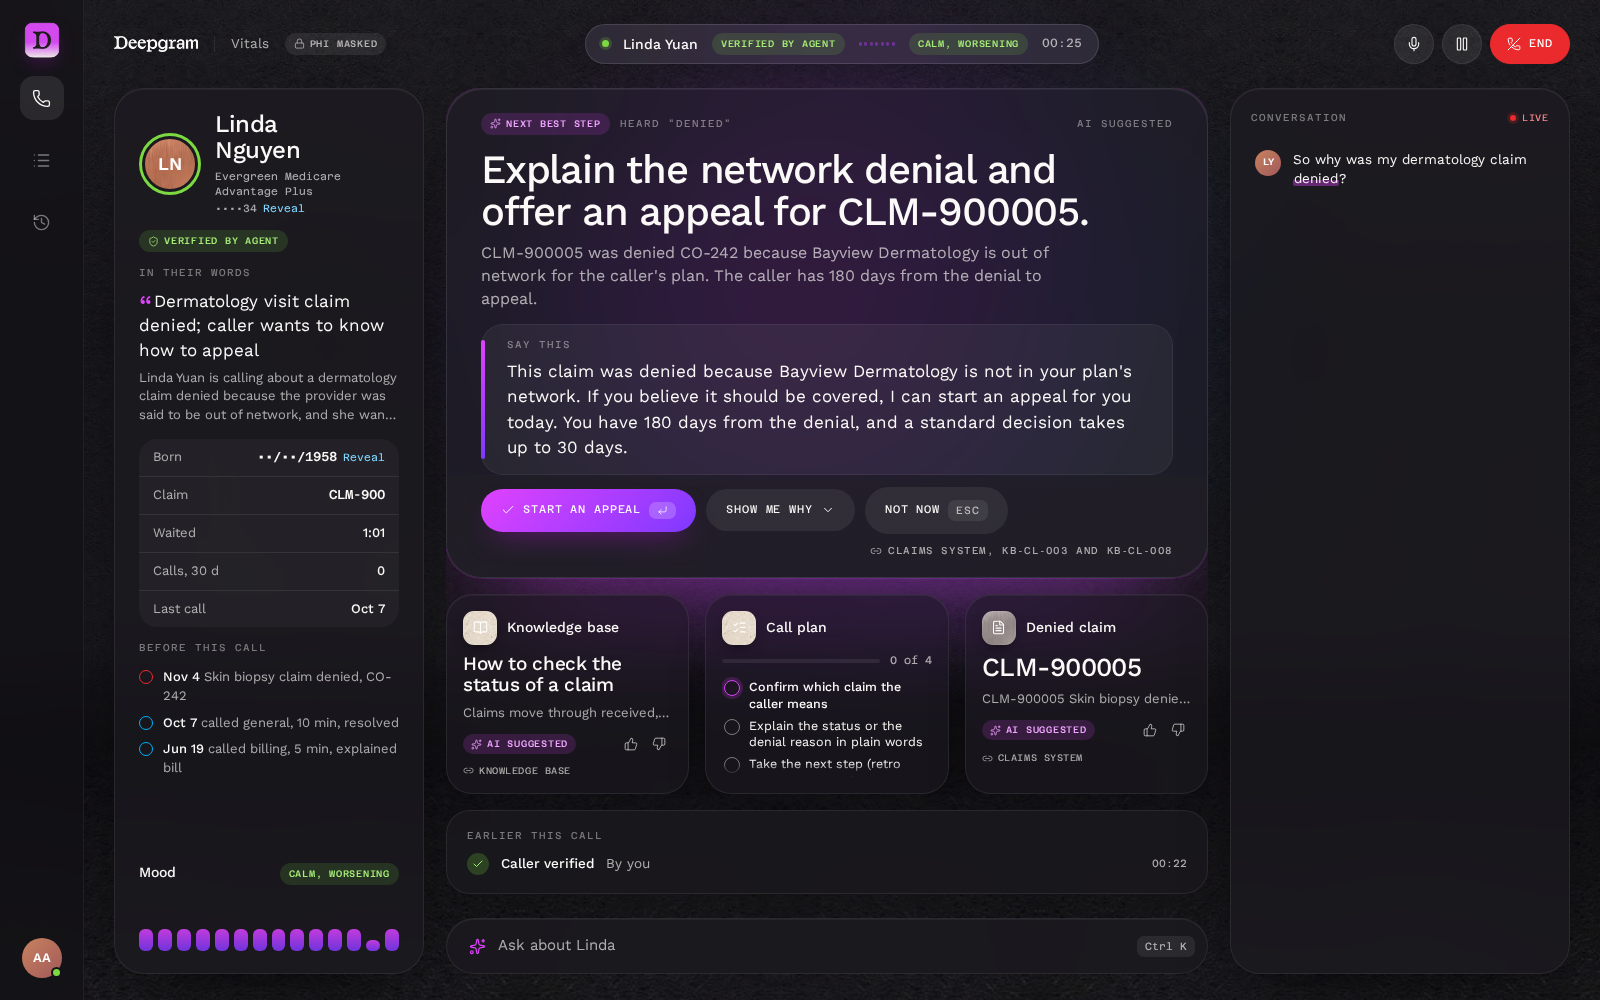 D
Deepgram
Vitals
PHI MASKED
Linda Yuan
VERIFIED BY AGENT
CALM, WORSENING
00:25
END
LN
Linda
Nguyen
Evergreen Medicare
Advantage Plus
••••34 Reveal
VERIFIED BY AGENT
IN THEIR WORDS
“Dermatology visit claim
denied; caller wants to know
how to appeal
Linda Yuan is calling about a dermatology
claim denied because the provider was
said to be out of network, and she wan...
Born ••/••/1958 Reveal
Claim CLM-900
Waited 1:01
Calls, 30 d 0
Last call Oct 7
BEFORE THIS CALL
Nov 4 Skin biopsy claim denied, CO-
242
Oct 7 called general, 10 min, resolved
Jun 19 called billing, 5 min, explained
bill
Mood CALM, WORSENING
AA
NEXT BEST STEP HEARD "DENIED" AI SUGGESTED
Explain the network denial and
offer an appeal for CLM-900005.
CLM-900005 was denied CO-242 because Bayview Dermatology is out of
network for the caller's plan. The caller has 180 days from the denial to
appeal.
SAY THIS
This claim was denied because Bayview Dermatology is not in your plan's
network. If you believe it should be covered, I can start an appeal for you
today. You have 180 days from the denial, and a standard decision takes
up to 30 days.
START AN APPEAL SHOW ME WHY NOT NOW ESC
CLAIMS SYSTEM, KB-CL-003 AND KB-CL-008
Knowledge base
How to check the
status of a claim
Claims move through received,...
AI SUGGESTED
KNOWLEDGE BASE
Call plan
0 of 4
Confirm which claim the
caller means
Explain the status or the
denial reason in plain words
Take the next step (retro
Denied claim
CLM-900005
CLM-900005 Skin biopsy denie...
AI SUGGESTED
CLAIMS SYSTEM
EARLIER THIS CALL
Caller verified By you 00:22
Ask about Linda Ctrl K
CONVERSATION LIVE
LY
So why was my dermatology claim
denied?